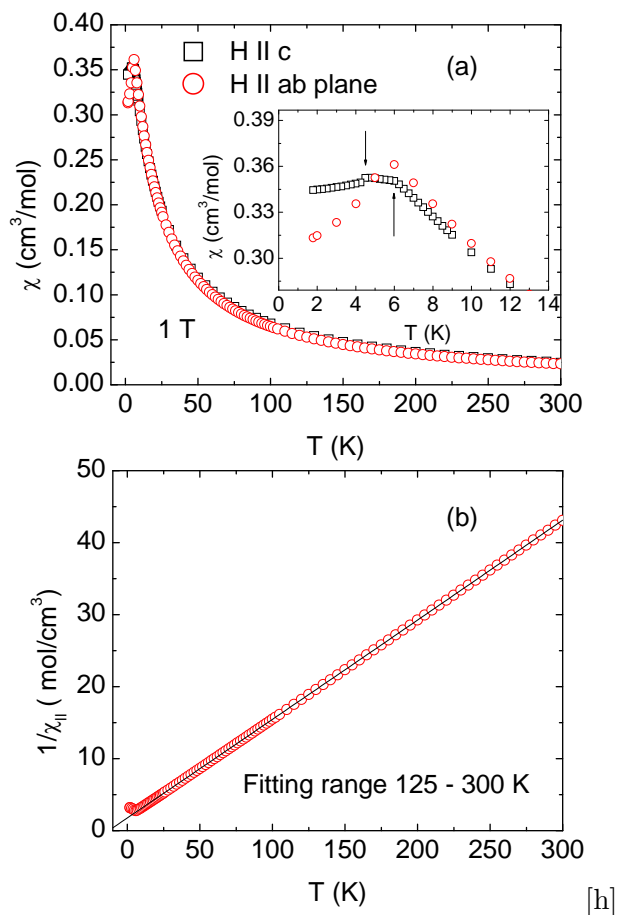 H II c
H II ab plane
(a)
χ (cm³/mol)
0.40
0.35
0.30
0.25
0.20
0.15
0.10
0.05
0.00
1 T
0 50 100 150 200 250 300
T (K)
χ (cm³/mol)
0.39
0.36
0.33
0.30
0 2 4 6 8 10 12 14
T (K)
(b)
1/χ_II ( mol/cm³)
50
40
30
20
10
0
Fitting range 125 - 300 K
0 50 100 150 200 250 300
T (K)
[h]